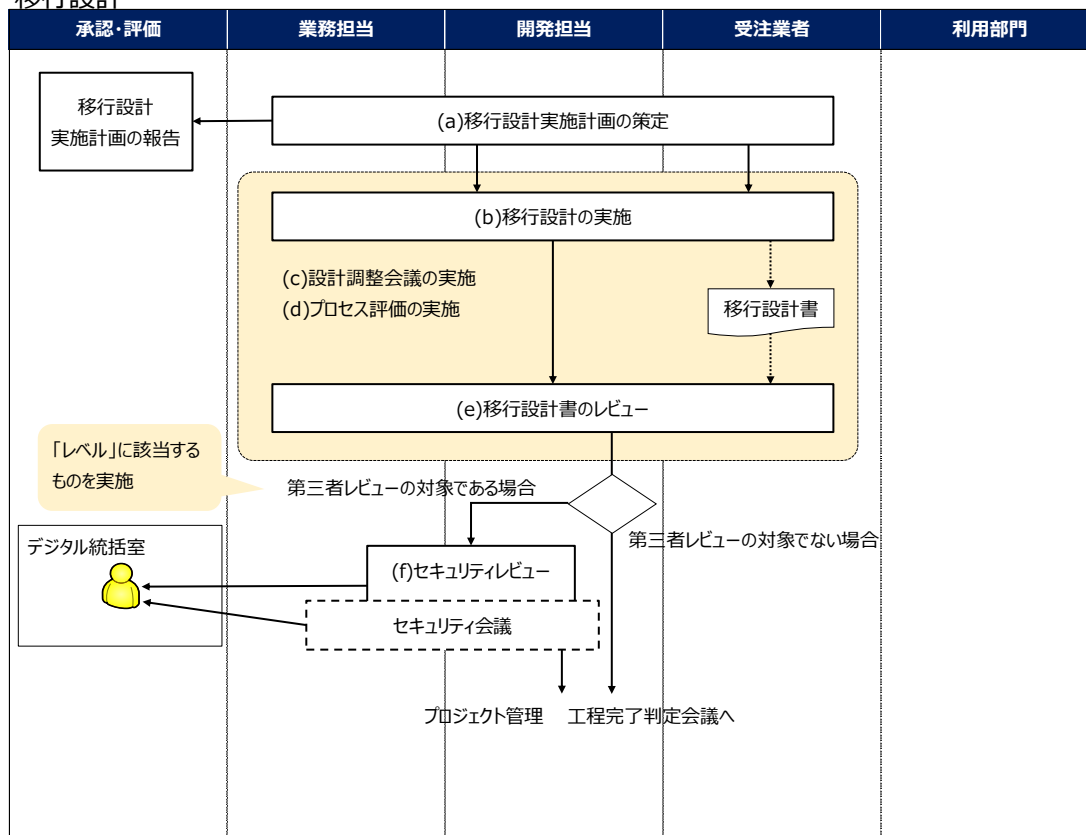 移行設計
承認・評価
業務担当
開発担当
受注業者
利用部門
移行設計
実施計画の報告
(a)移行設計実施計画の策定
(b)移行設計の実施
(c)設計調整会議の実施
(d)プロセス評価の実施
移行設計書
(e)移行設計書のレビュー
「レベル」に該当する
ものを実施
第三者レビューの対象である場合
第三者レビューの対象でない場合
デジタル統括室
(f)セキュリティレビュー
セキュリティ会議
プロジェクト管理　工程完了判定会議へ